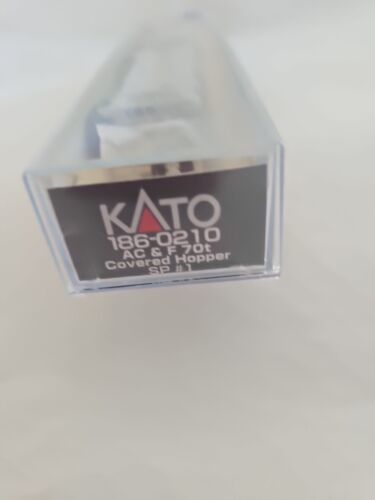 KATO
186-0210
AC & F 70t
Covered Hopper
SP #1